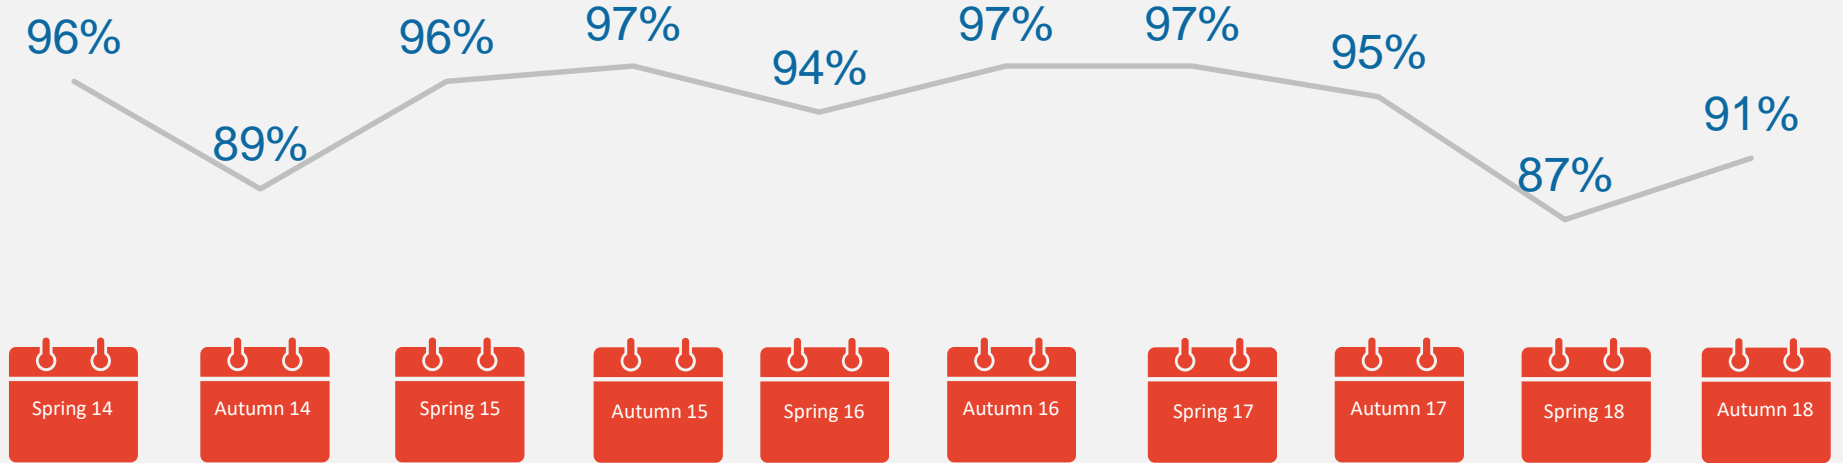 96%
89%
96%
97%
94%
97%
97%
95%
87%
91%
Spring 14
Autumn 14
Spring 15
Autumn 15
Spring 16
Autumn 16
Spring 17
Autumn 17
Spring 18
Autumn 18